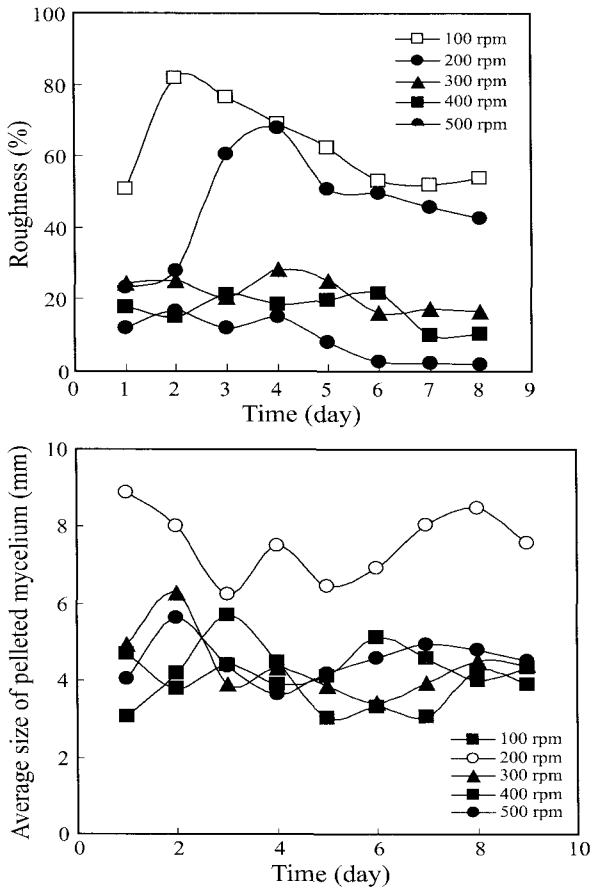 100
80
60
40
20
0
Roughness (%)
100 rpm
200 rpm
300 rpm
400 rpm
500 rpm
0 1 2 3 4 5 6 7 8 9
Time (day)
10
8
6
4
2
0
Average size of pelleted mycelium (mm)
100 rpm
200 rpm
300 rpm
400 rpm
500 rpm
0 2 4 6 8 10
Time (day)